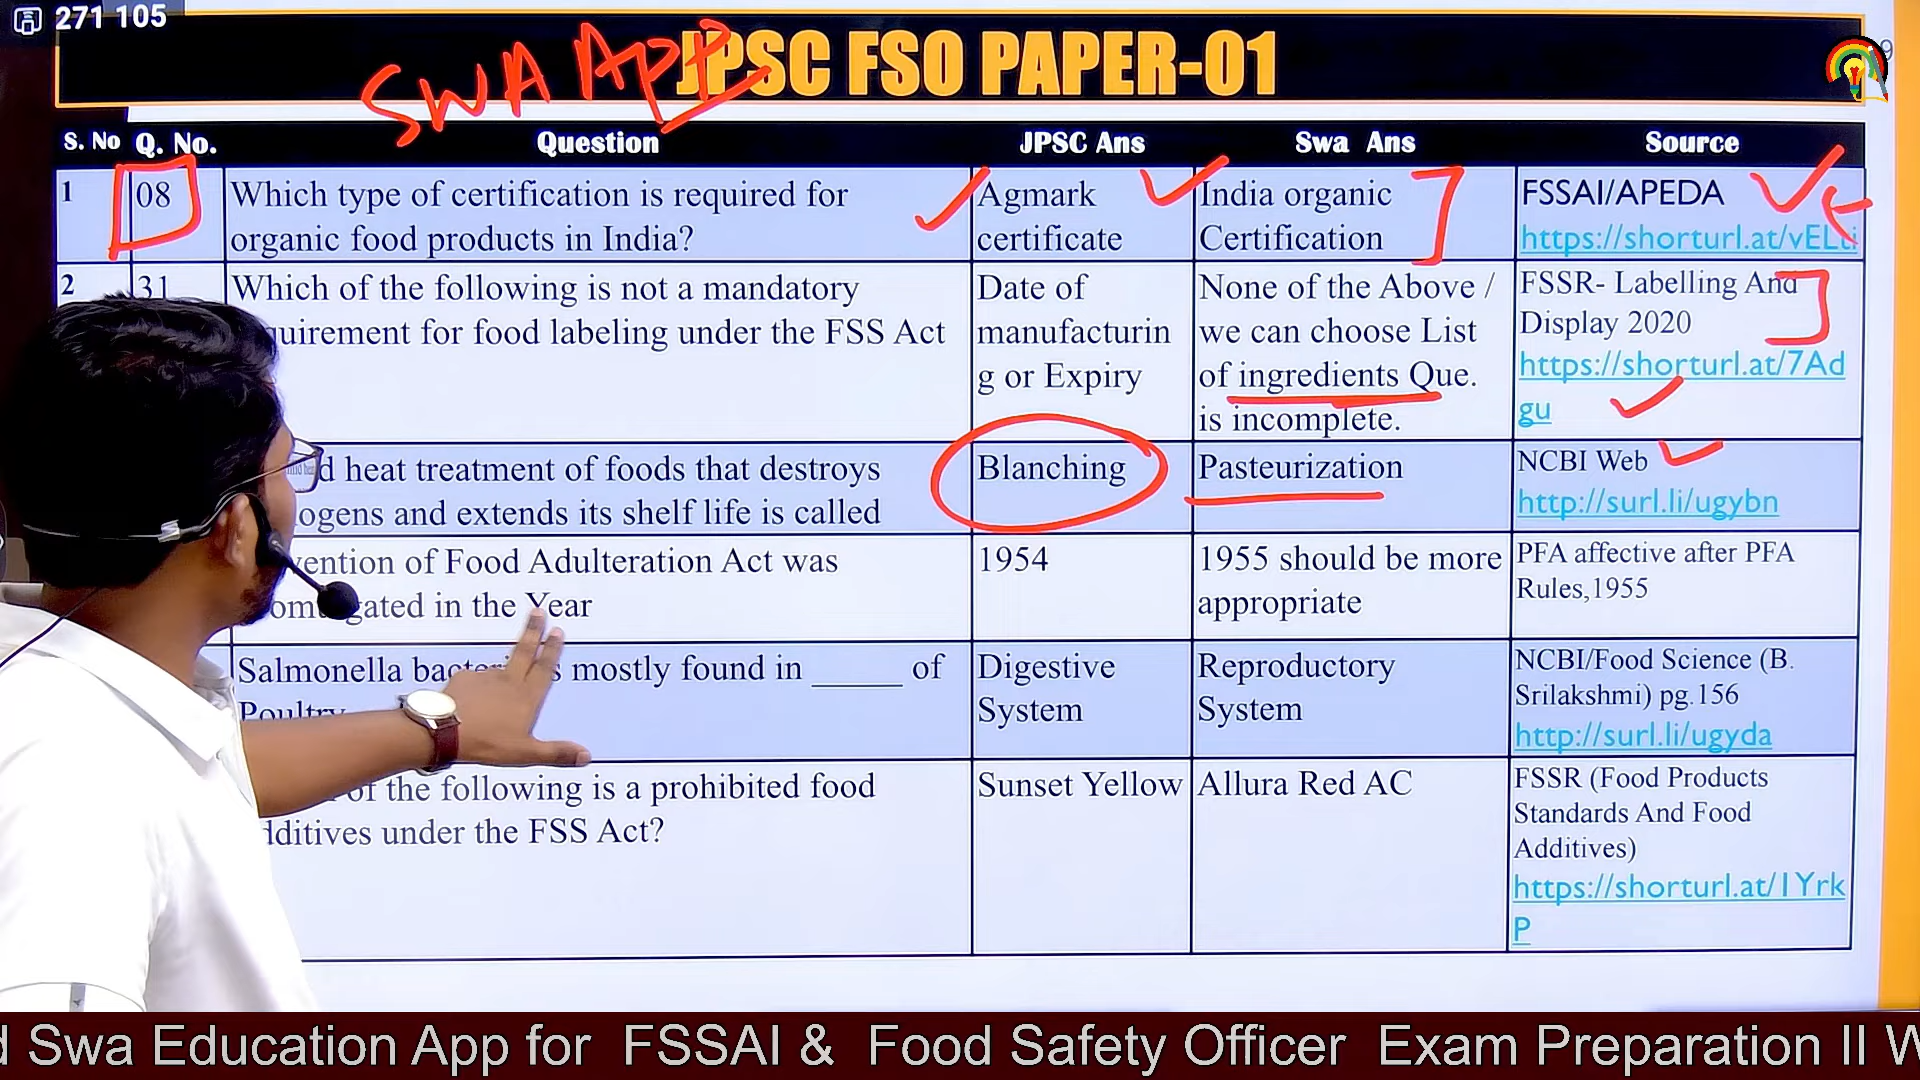 271 105
JPSC FSO PAPER-01
SWA App
S. No Q. No. Question JPSC Ans Swa Ans Source
1 08 Which type of certification is required for
organic food products in India?
Agmark
certificate
India organic
Certification
FSSAI/APEDA
https://shorturl.at/vELti
2 31 Which of the following is not a mandatory
quirement for food labeling under the FSS Act
Date of
manufacturin
g or Expiry
None of the Above /
we can choose List
of ingredients Que.
is incomplete.
FSSR- Labelling And
Display 2020
https://shorturl.at/7Ad
gu
d heat treatment of foods that destroys
ogens and extends its shelf life is called
Blanching
Pasteurization
NCBI Web
http://surl.li/ugybn
vention of Food Adulteration Act was
gated in the Year
1954
1955 should be more
appropriate
PFA affective after PFA
Rules,1955
Salmonella mostly found in _____ of
Poultry
Digestive
System
Reproductory
System
NCBI/Food Science (B.
Srilakshmi) pg.156
http://surl.li/ugyda
of the following is a prohibited food
dditives under the FSS Act?
Sunset Yellow
Allura Red AC
FSSR (Food Products
Standards And Food
Additives)
https://shorturl.at/1Yrk
P
d Swa Education App for FSSAI & Food Safety Officer Exam Preparation II W